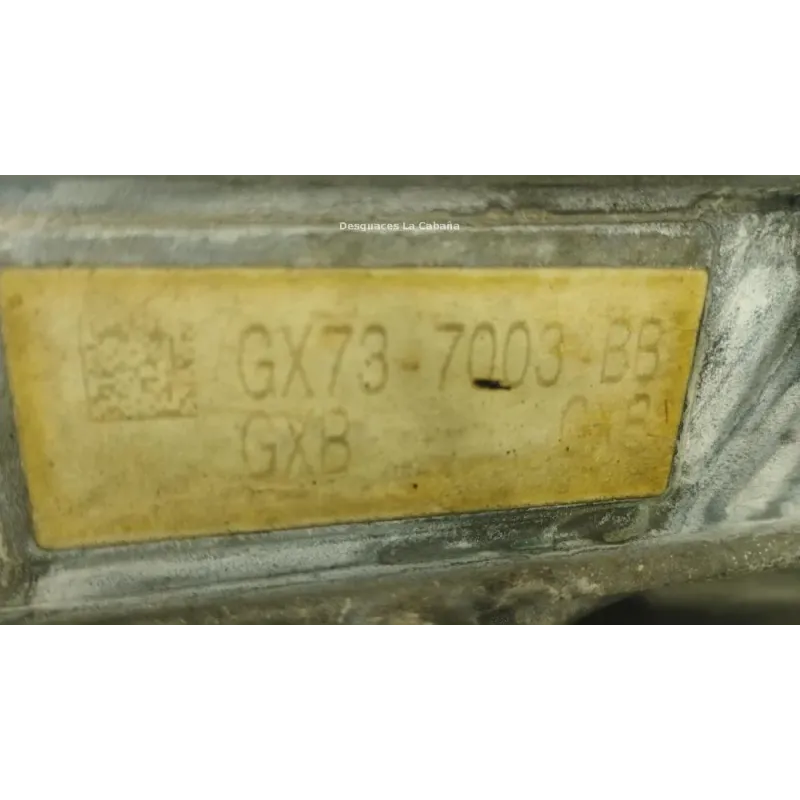 Desguaces La Cabaña
GX73-7003-BB
GXB